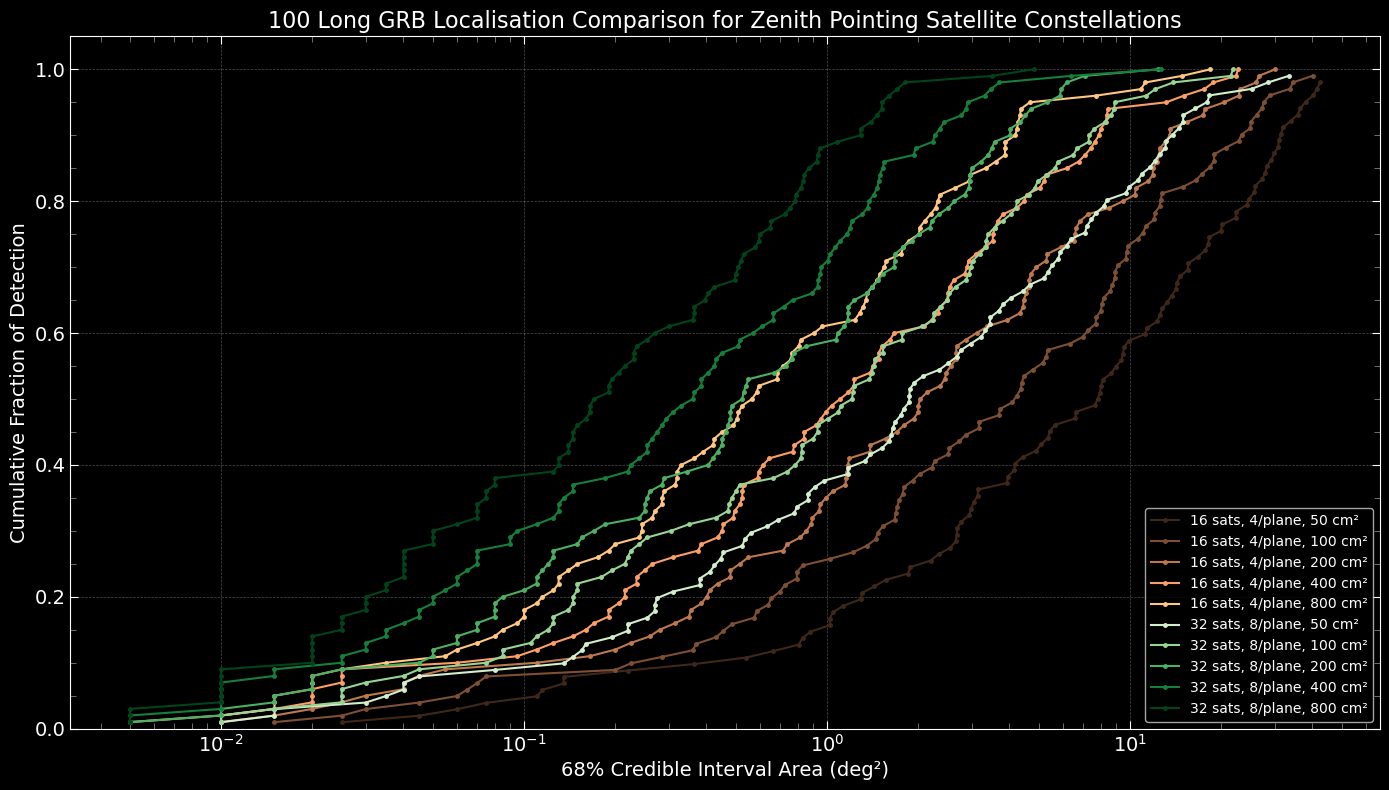 100 Long GRB Localisation Comparison for Zenith Pointing Satellite Constellations
Cumulative Fraction of Detection
1.0
0.8
0.6
0.4
0.2
0.0
16 sats, 4/plane, 50 cm²
16 sats, 4/plane, 100 cm²
16 sats, 4/plane, 200 cm²
16 sats, 4/plane, 400 cm²
16 sats, 4/plane, 800 cm²
32 sats, 8/plane, 50 cm²
32 sats, 8/plane, 100 cm²
32 sats, 8/plane, 200 cm²
32 sats, 8/plane, 400 cm²
32 sats, 8/plane, 800 cm²
10⁻² 10⁻¹ 10⁰ 10¹
68% Credible Interval Area (deg²)